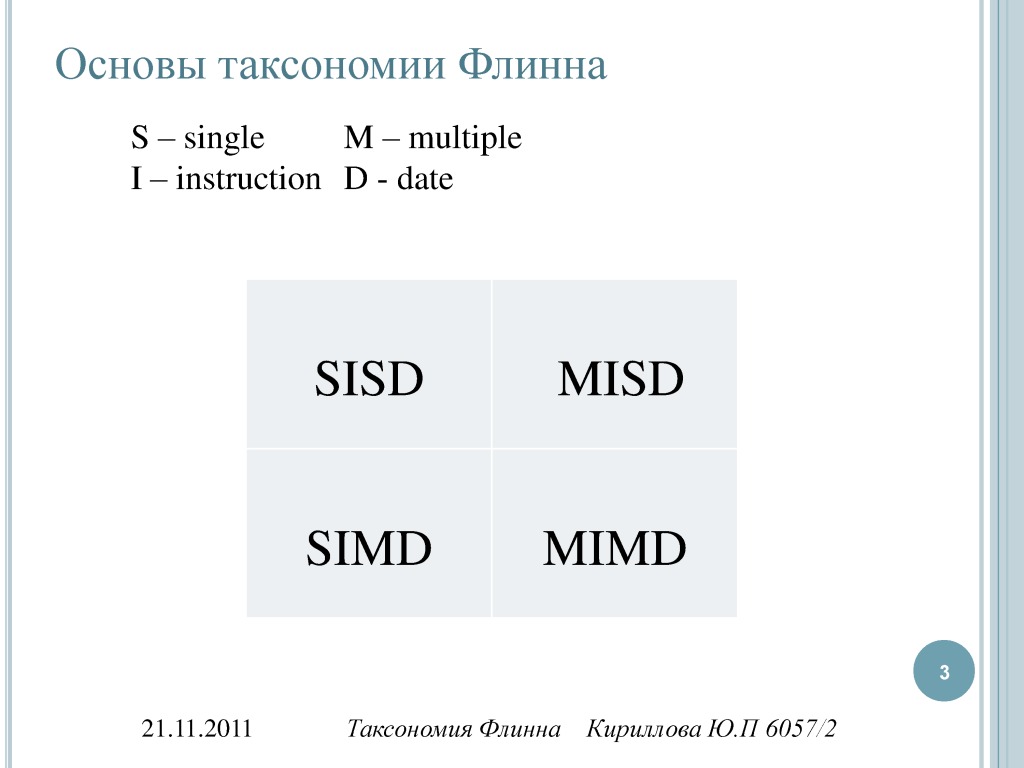 Основы таксономии Флинна
S – single M – multiple
I – instruction D - date
SISD MISD
SIMD MIMD
3
21.11.2011 Таксономия Флинна Кириллова Ю.П 6057/2